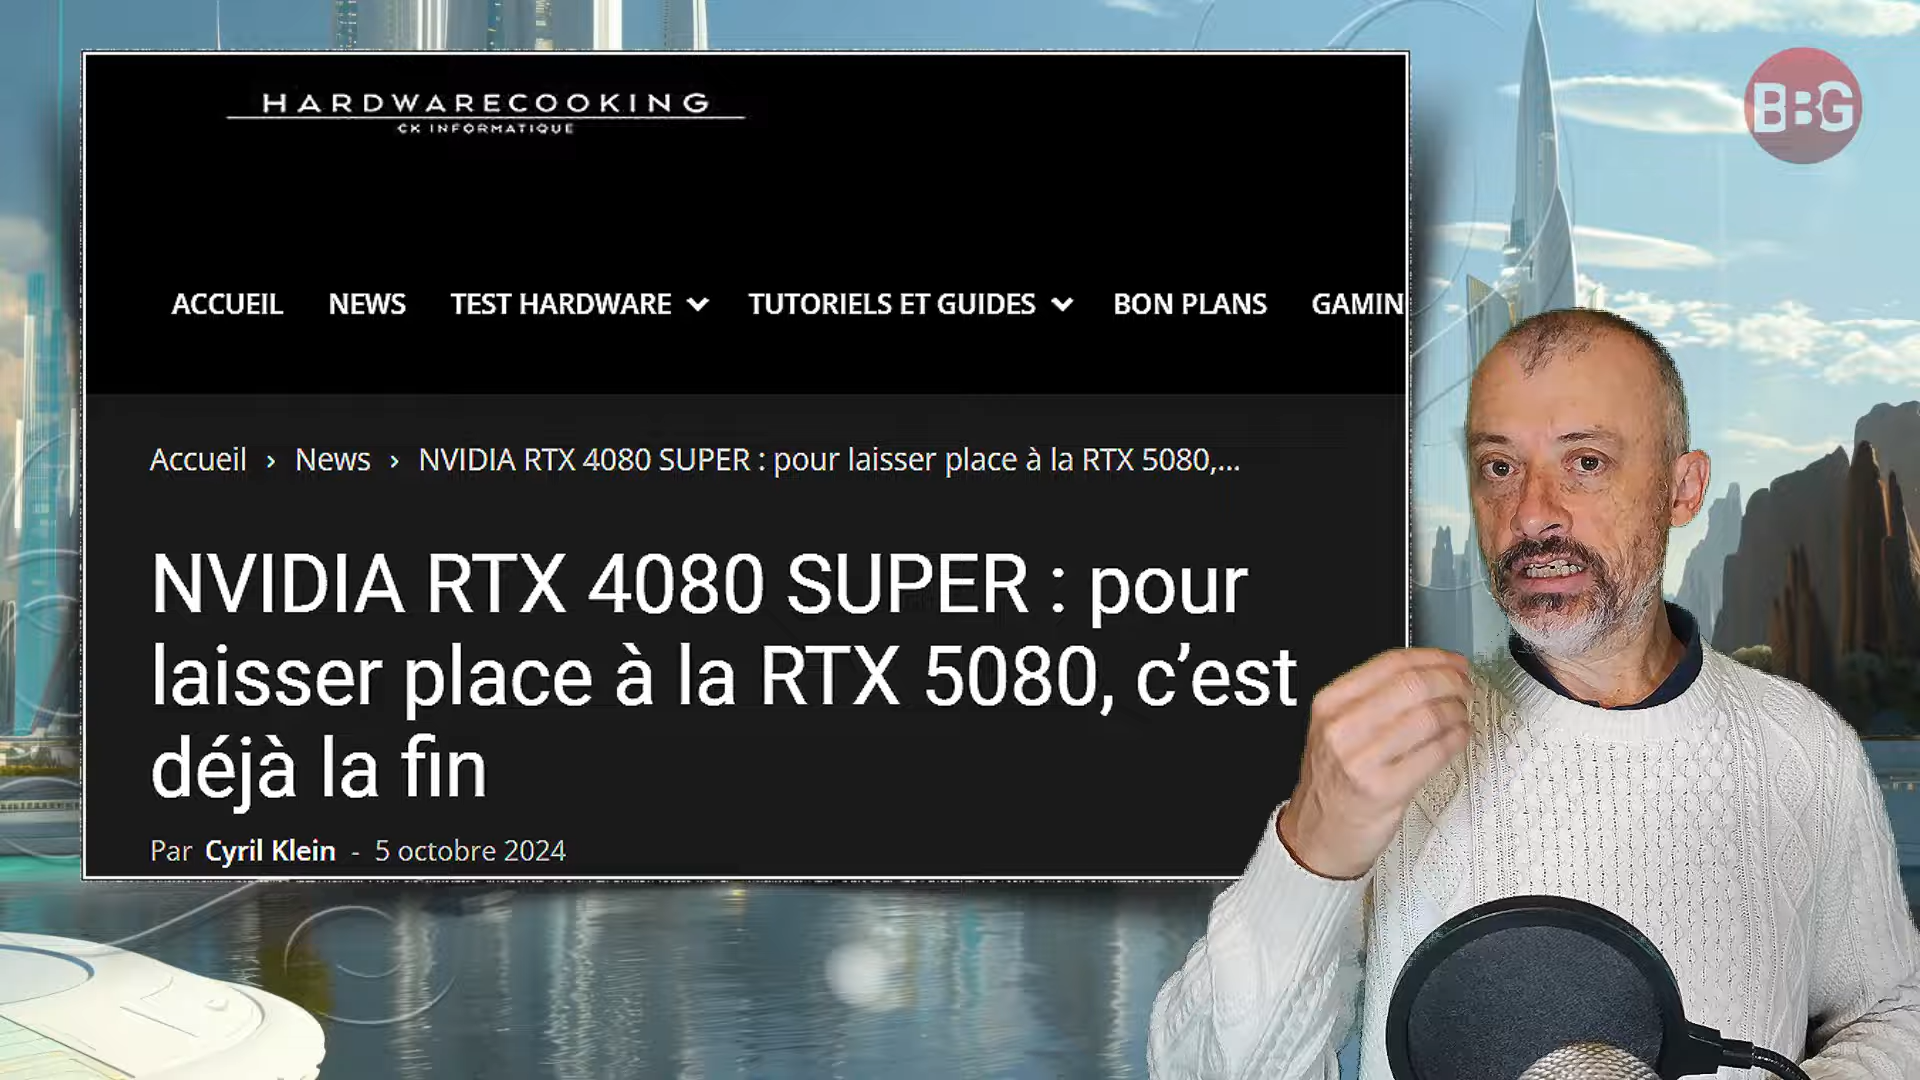 HARDWARECOOKING
CK INFORMATIQUE
BBG
ACCUEIL NEWS TEST HARDWARE TUTORIELS ET GUIDES BON PLANS GAMIN
Accueil › News › NVIDIA RTX 4080 SUPER : pour laisser place à la RTX 5080,...
NVIDIA RTX 4080 SUPER : pour
laisser place à la RTX 5080, c’est
déjà la fin
Par Cyril Klein - 5 octobre 2024